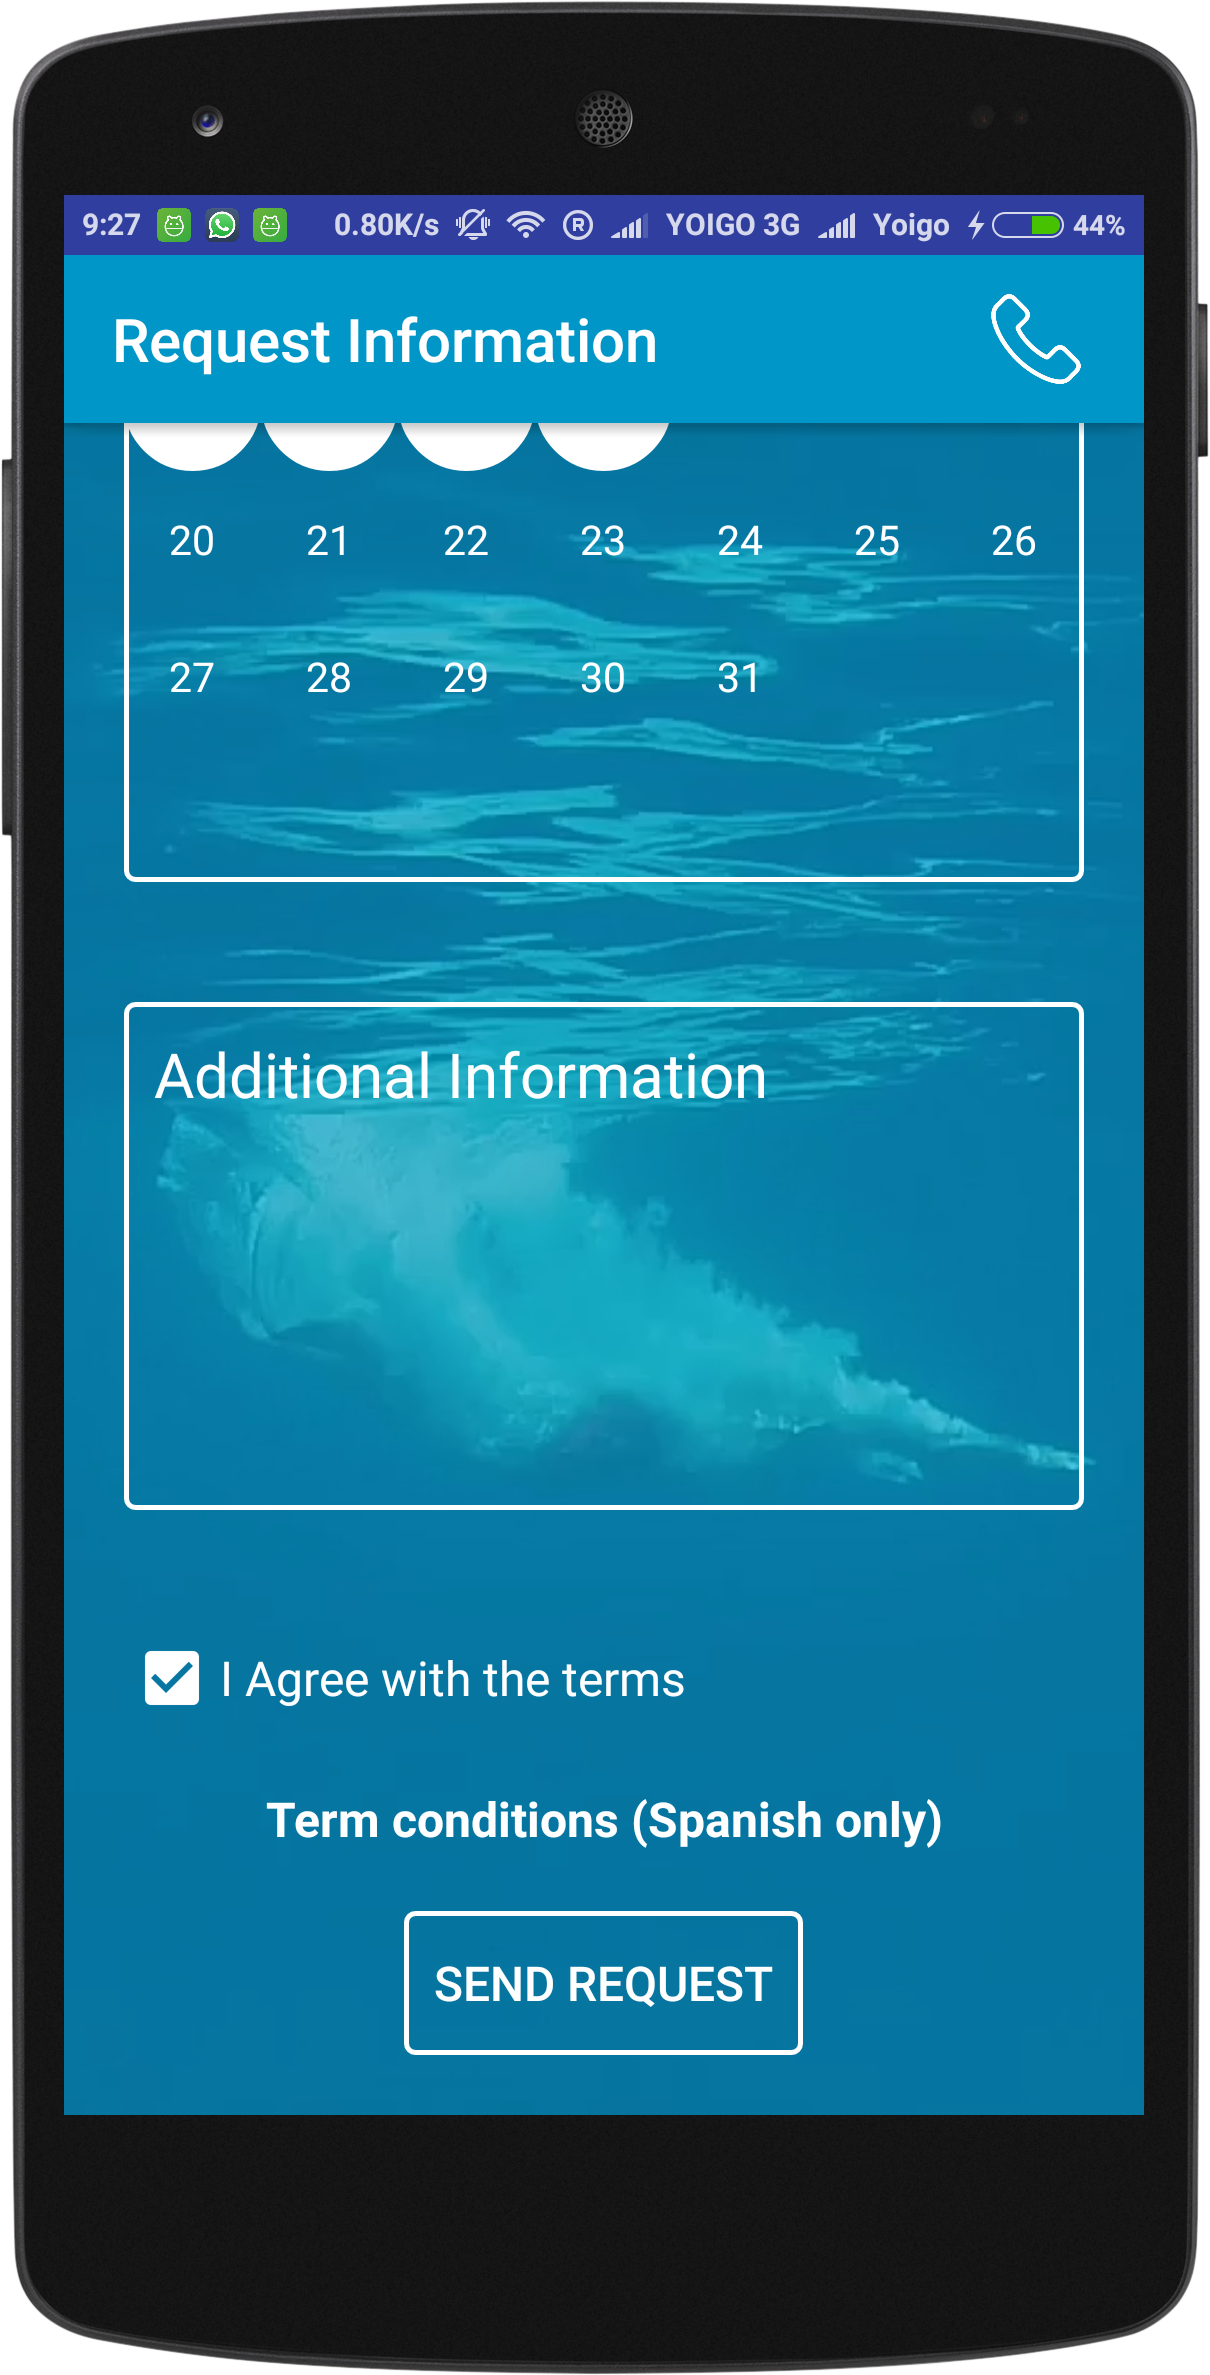 9:27 0.80K/s R YOIGO 3G Yoigo 44%
Request Information
20 21 22 23 24 25 26
27 28 29 30 31
Additional Information
I Agree with the terms
Term conditions (Spanish only)
SEND REQUEST